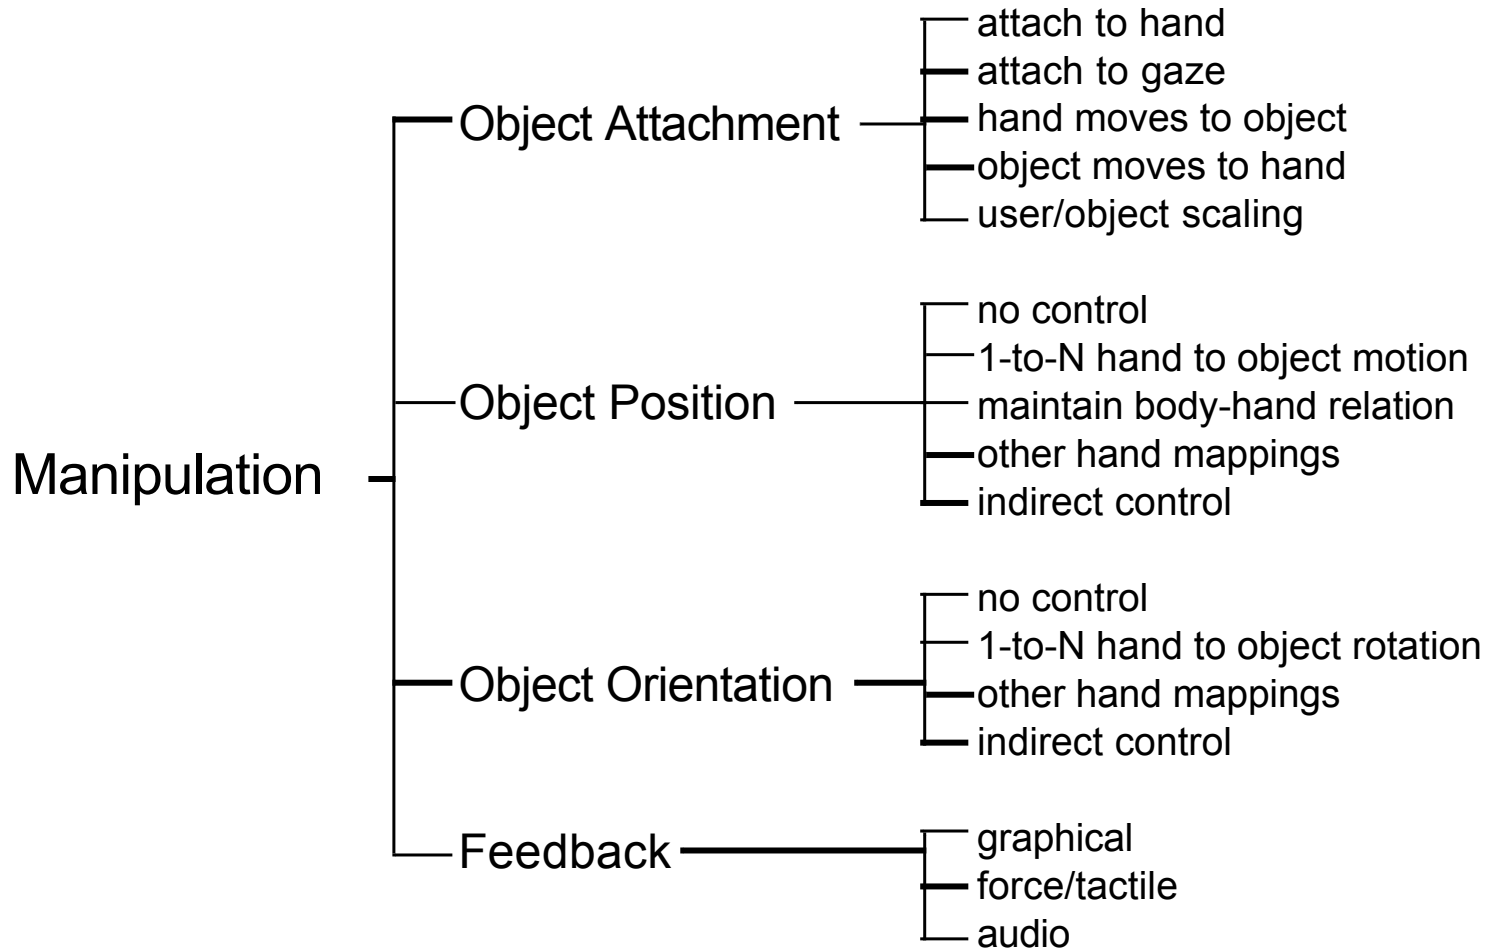 Manipulation
Object Attachment
attach to hand
attach to gaze
hand moves to object
object moves to hand
user/object scaling
Object Position
no control
1-to-N hand to object motion
maintain body-hand relation
other hand mappings
indirect control
Object Orientation
no control
1-to-N hand to object rotation
other hand mappings
indirect control
Feedback
graphical
force/tactile
audio